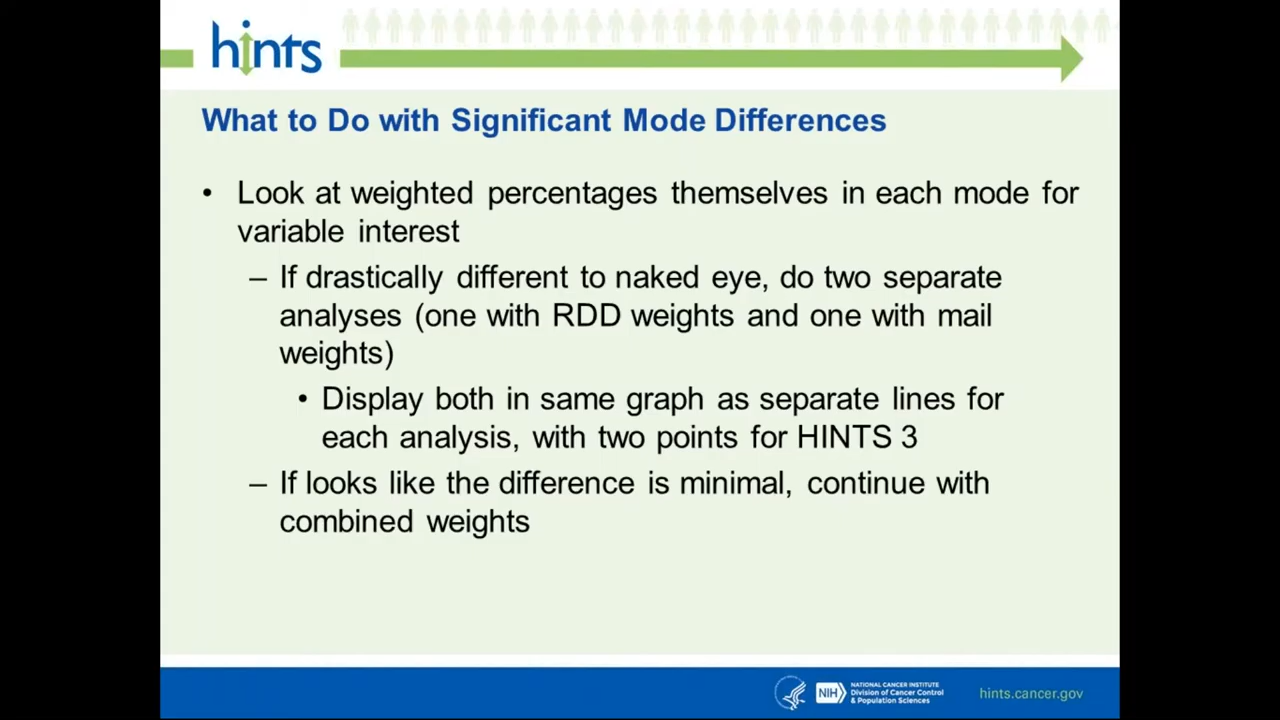 hints
What to Do with Significant Mode Differences
• Look at weighted percentages themselves in each mode for
variable interest
– If drastically different to naked eye, do two separate
analyses (one with RDD weights and one with mail
weights)
• Display both in same graph as separate lines for
each analysis, with two points for HINTS 3
– If looks like the difference is minimal, continue with
combined weights
NIH
NATIONAL CANCER INSTITUTE
Division of Cancer Control
& Population Sciences
hints.cancer.gov